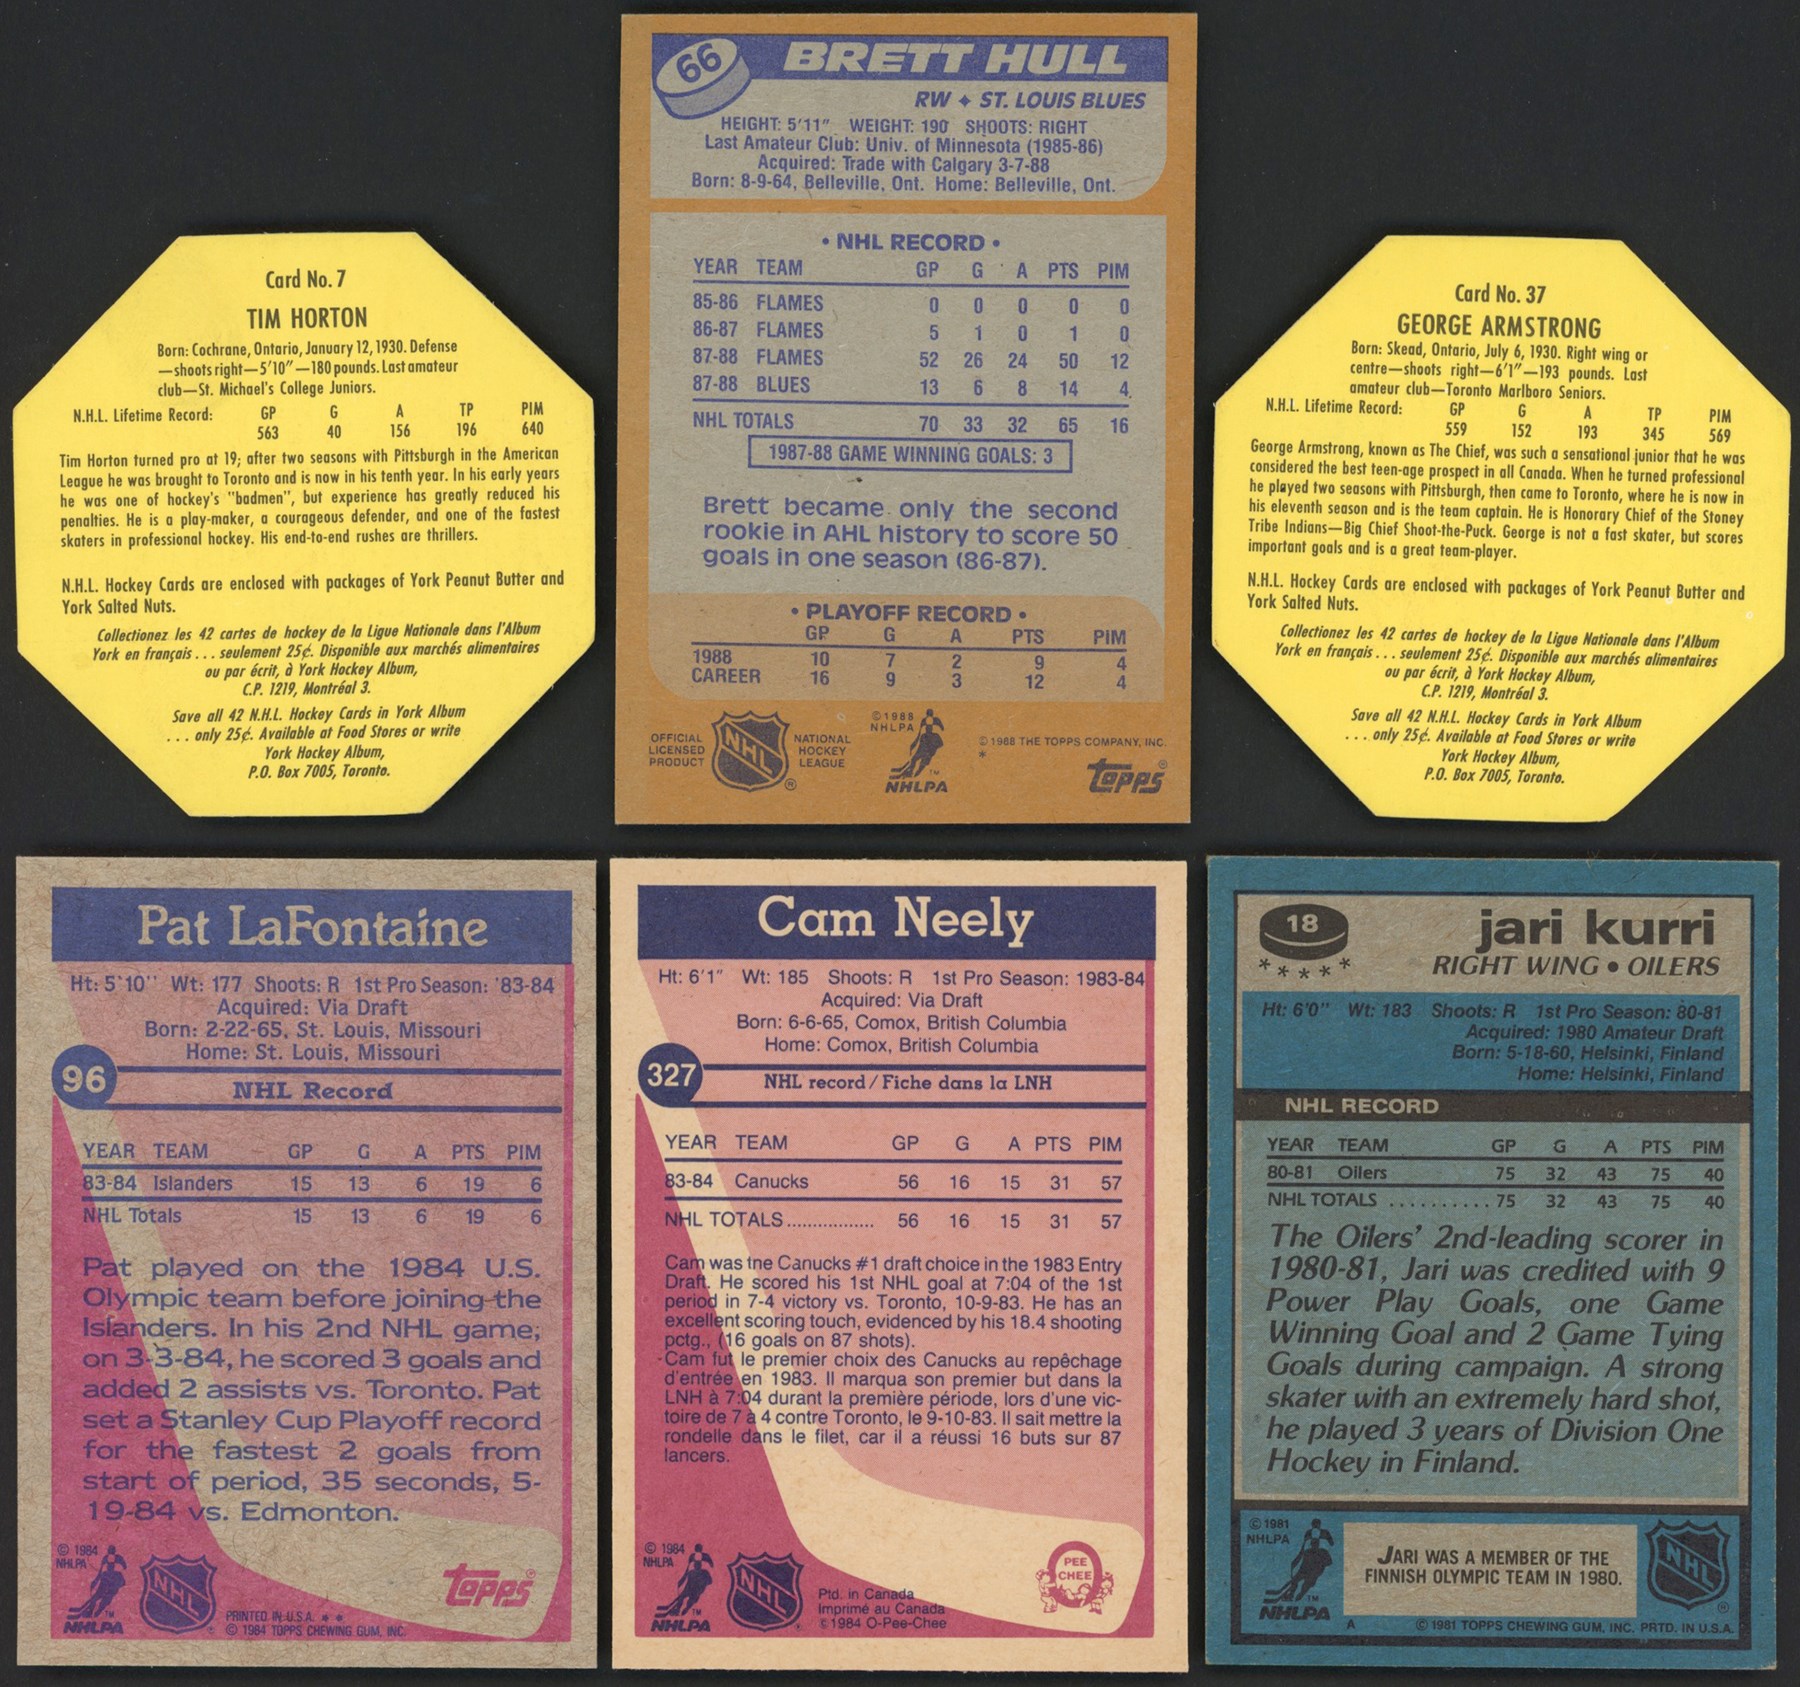 66
BRETT HULL
RW ✦ ST. LOUIS BLUES
HEIGHT: 5'11" WEIGHT: 190 SHOOTS: RIGHT
Last Amateur Club: Univ. of Minnesota (1985-86)
Acquired: Trade with Calgary 3-7-88
Born: 8-9-64, Belleville, Ont. Home: Belleville, Ont.
• NHL RECORD •
YEAR TEAM GP G A PTS PIM
85-86 FLAMES 0 0 0 0 0
86-87 FLAMES 5 1 0 1 0
87-88 FLAMES 52 26 24 50 12
87-88 BLUES 13 6 8 14 4
NHL TOTALS 70 33 32 65 16
1987-88 GAME WINNING GOALS: 3
Brett became only the second
rookie in AHL history to score 50
goals in one season (86-87).
• PLAYOFF RECORD •
GP G A PTS PIM
1988 10 7 2 9 4
CAREER 16 9 3 12 4
OFFICIAL
LICENSED
PRODUCT
NHL
®
NATIONAL
HOCKEY
LEAGUE
© 1988
NHLPA
™
NHLPA
© 1988 THE TOPPS COMPANY, INC.
*
topps®
Card No. 7
TIM HORTON
Born: Cochrane, Ontario, January 12, 1930. Defense
—shoots right—5'10"—180 pounds. Last amateur
club—St. Michael's College Juniors.
N.H.L. Lifetime Record: GP G A TP PIM
563 40 156 196 640
Tim Horton turned pro at 19; after two seasons with Pittsburgh in the American
League he was brought to Toronto and is now in his tenth year. In his early years
he was one of hockey's "badmen", but experience has greatly reduced his
penalties. He is a play-maker, a courageous defender, and one of the fastest
skaters in professional hockey. His end-to-end rushes are thrillers.
N.H.L. Hockey Cards are enclosed with packages of York Peanut Butter and
York Salted Nuts.
Collectionez les 42 cartes de hockey de la Ligue Nationale dans l'Album
York en français . . . seulement 25¢. Disponible aux marchés alimentaires
ou par écrit, à York Hockey Album,
C.P. 1219, Montréal 3.
Save all 42 N.H.L. Hockey Cards in York Album
. . . only 25¢. Available at Food Stores or write
York Hockey Album,
P.O. Box 7005, Toronto.
Card No. 37
GEORGE ARMSTRONG
Born: Skead, Ontario, July 6, 1930. Right wing or
centre—shoots right—6'1"—193 pounds. Last
amateur club—Toronto Marlboro Seniors.
N.H.L. Lifetime Record: GP G A TP PIM
559 152 193 345 569
George Armstrong, known as The Chief, was such a sensational junior that he was
considered the best teen-age prospect in all Canada. When he turned professional
he played two seasons with Pittsburgh, then came to Toronto, where he is now in
his eleventh season and is the team captain. He is Honorary Chief of the Stoney
Tribe Indians—Big Chief Shoot-the-Puck. George is not a fast skater, but scores
important goals and is a great team-player.
N.H.L. Hockey Cards are enclosed with packages of York Peanut Butter and
York Salted Nuts.
Collectionez les 42 cartes de hockey de la Ligue Nationale dans l'Album
York en français . . . seulement 25¢. Disponible aux marchés alimentaires
ou par écrit, à York Hockey Album,
C.P. 1219, Montréal 3.
Save all 42 N.H.L. Hockey Cards in York Album
. . . only 25¢. Available at Food Stores or write
York Hockey Album,
P.O. Box 7005, Toronto.
Pat LaFontaine
Ht: 5'10" Wt: 177 Shoots: R 1st Pro Season: '83-84
Acquired: Via Draft
Born: 2-22-65, St. Louis, Missouri
Home: St. Louis, Missouri
96
NHL Record
YEAR TEAM GP G A PTS PIM
83-84 Islanders 15 13 6 19 6
NHL Totals 15 13 6 19 6
Pat played on the 1984 U.S.
Olympic team before joining the
Islanders. In his 2nd NHL game,
on 3-3-84, he scored 3 goals and
added 2 assists vs. Toronto. Pat
set a Stanley Cup Playoff record
for the fastest 2 goals from
start of period, 35 seconds, 5-
19-84 vs. Edmonton.
© 1984
NHLPA
™
NHLPA
NHL
®
topps®
PRINTED IN U.S.A. * *
© 1984 TOPPS CHEWING GUM, INC.
Cam Neely
Ht: 6'1" Wt: 185 Shoots: R 1st Pro Season: 1983-84
Acquired: Via Draft
Born: 6-6-65, Comox, British Columbia
Home: Comox, British Columbia
327
NHL record / Fiche dans la LNH
YEAR TEAM GP G A PTS PIM
83-84 Canucks 56 16 15 31 57
NHL TOTALS ................. 56 16 15 31 57
Cam was tne Canucks #1 draft choice in the 1983 Entry
Draft. He scored his 1st NHL goal at 7:04 of the 1st
period in 7-4 victory vs. Toronto, 10-9-83. He has an
excellent scoring touch, evidenced by his 18.4 shooting
pctg., (16 goals on 87 shots).
Cam fut le premier choix des Canucks au repêchage
d'entrée en 1983. Il marqua son premier but dans la
LNH à 7:04 durant la première période, lors d'une vic-
toire de 7 à 4 contre Toronto, le 9-10-83. Il sait mettre la
rondelle dans le filet, car il a réussi 16 buts sur 87
lancers.
© 1984
NHLPA
™
NHLPA
NHL
®
Ptd. in Canada
Imprimé au Canada
© 1984 O-Pee-Chee
PEE
CHEE
18
* * * * *
jari kurri
RIGHT WING • OILERS
Ht: 6'0" Wt: 183 Shoots: R 1st Pro Season: 80-81
Acquired: 1980 Amateur Draft
Born: 5-18-60, Helsinki, Finland
Home: Helsinki, Finland
NHL RECORD
YEAR TEAM GP G A PTS PIM
80-81 Oilers 75 32 43 75 40
NHL TOTALS .......... 75 32 43 75 40
The Oilers' 2nd-leading scorer in
1980-81, Jari was credited with 9
Power Play Goals, one Game
Winning Goal and 2 Game Tying
Goals during campaign. A strong
skater with an extremely hard shot,
he played 3 years of Division One
Hockey in Finland.
© 1981
NHLPA
™
NHLPA
JARI WAS A MEMBER OF THE
FINNISH OLYMPIC TEAM IN 1980.
NHL
®
A
© 1981 TOPPS CHEWING GUM, INC. PRTD. IN U.S.A.